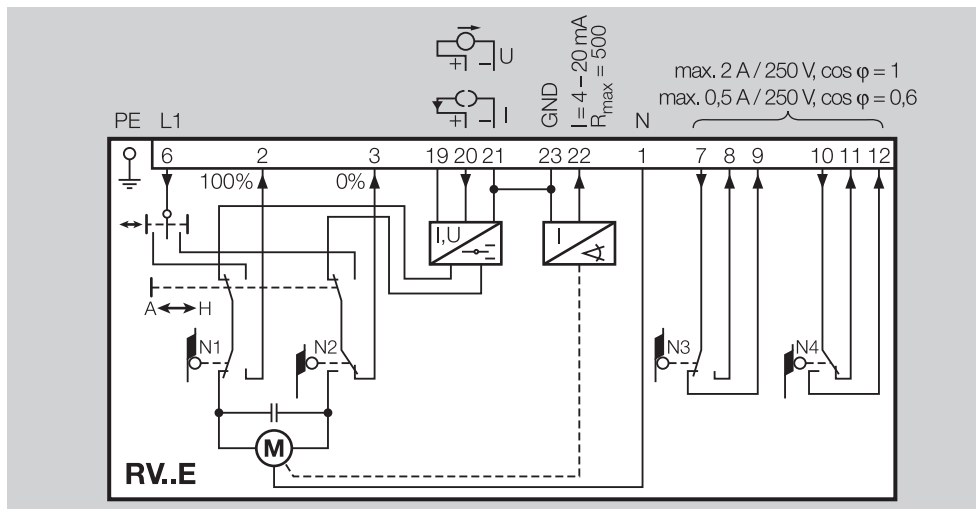 + – U
+ – I
GND
I = 4 – 20 mA
Rmax = 500
max. 2 A / 250 V, cos φ = 1
max. 0,5 A / 250 V, cos φ = 0,6
PE L1 N
6 2 3 19 20 21 23 22 1 7 8 9 10 11 12
100% 0%
I,U I
A H
N1 N2 N3 N4
M
RV..E